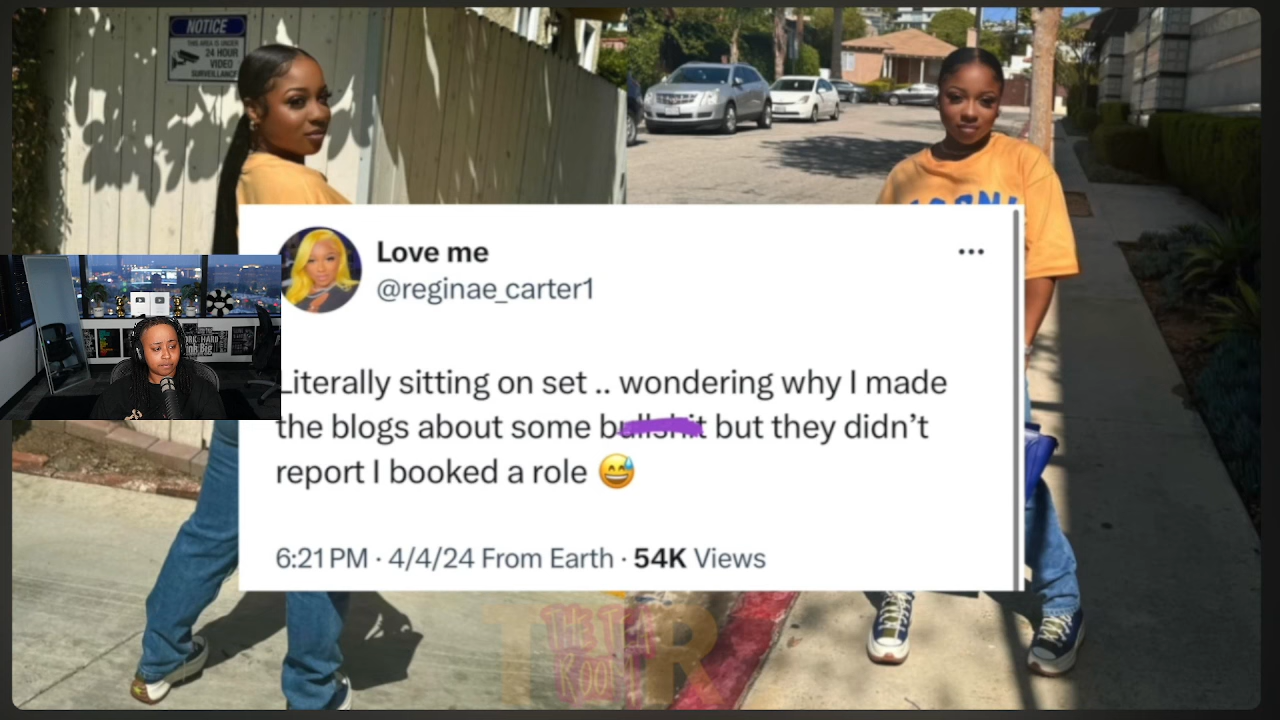 NOTICE
THIS AREA IS UNDER
24 HOUR
VIDEO
SURVEILLANCE
Love me
@reginae_carter1
Literally sitting on set .. wondering why I made
the blogs about some bullshit but they didn’t
report I booked a role 😅
6:21 PM · 4/4/24 From Earth · 54K Views
WORK HARD
THE TEA
ROOM